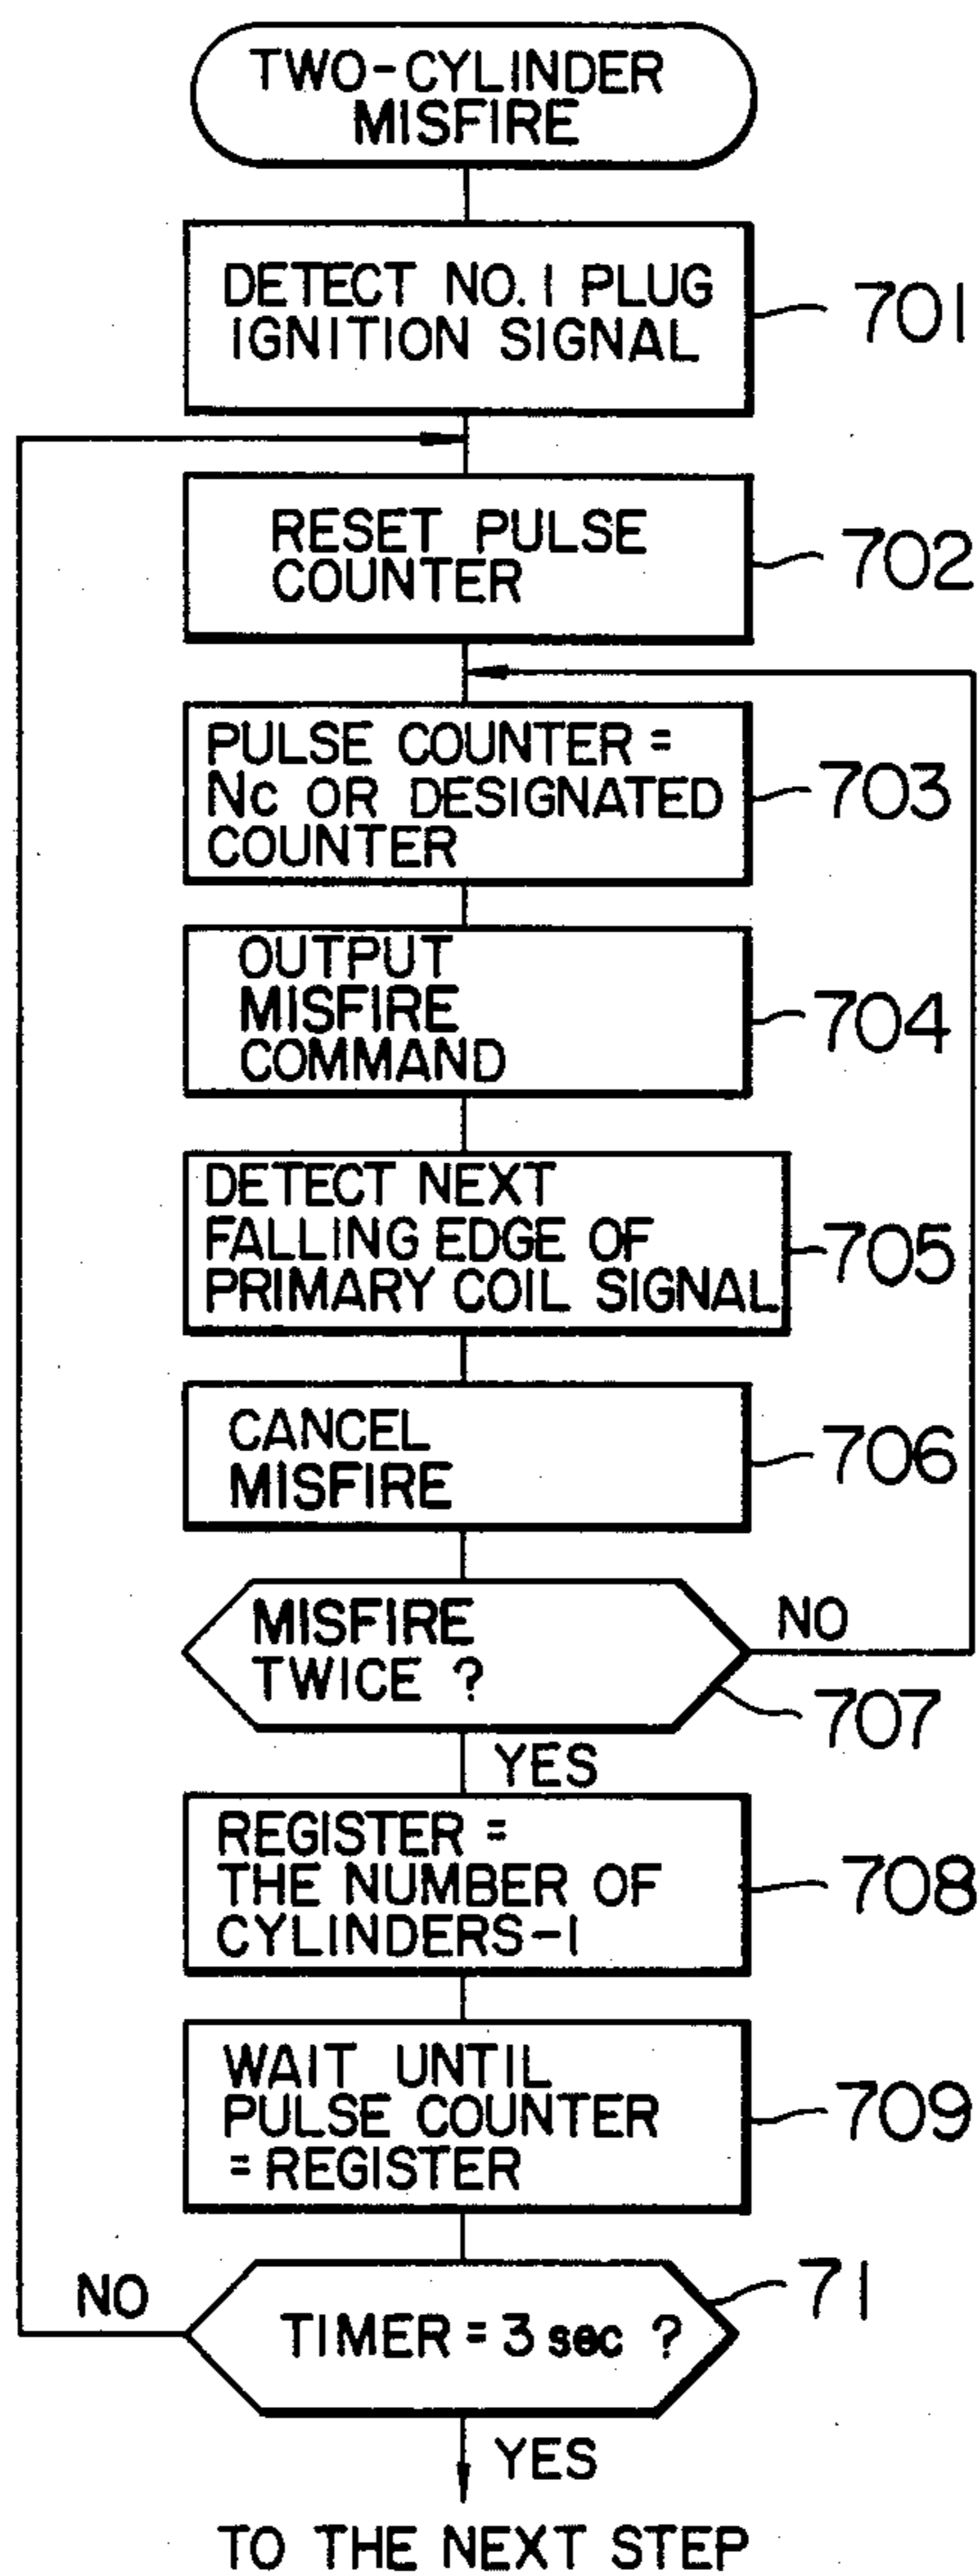 TWO-CYLINDER
MISFIRE
DETECT NO. 1 PLUG
IGNITION SIGNAL
701
RESET PULSE
COUNTER
702
PULSE COUNTER =
Nc OR DESIGNATED
COUNTER
703
OUTPUT
MISFIRE
COMMAND
704
DETECT NEXT
FALLING EDGE OF
PRIMARY COIL SIGNAL
705
CANCEL
MISFIRE
706
MISFIRE
TWICE ?
NO
707
YES
REGISTER =
THE NUMBER OF
CYLINDERS-1
708
WAIT UNTIL
PULSE COUNTER
= REGISTER
709
NO
TIMER = 3 sec ?
71
YES
TO THE NEXT STEP